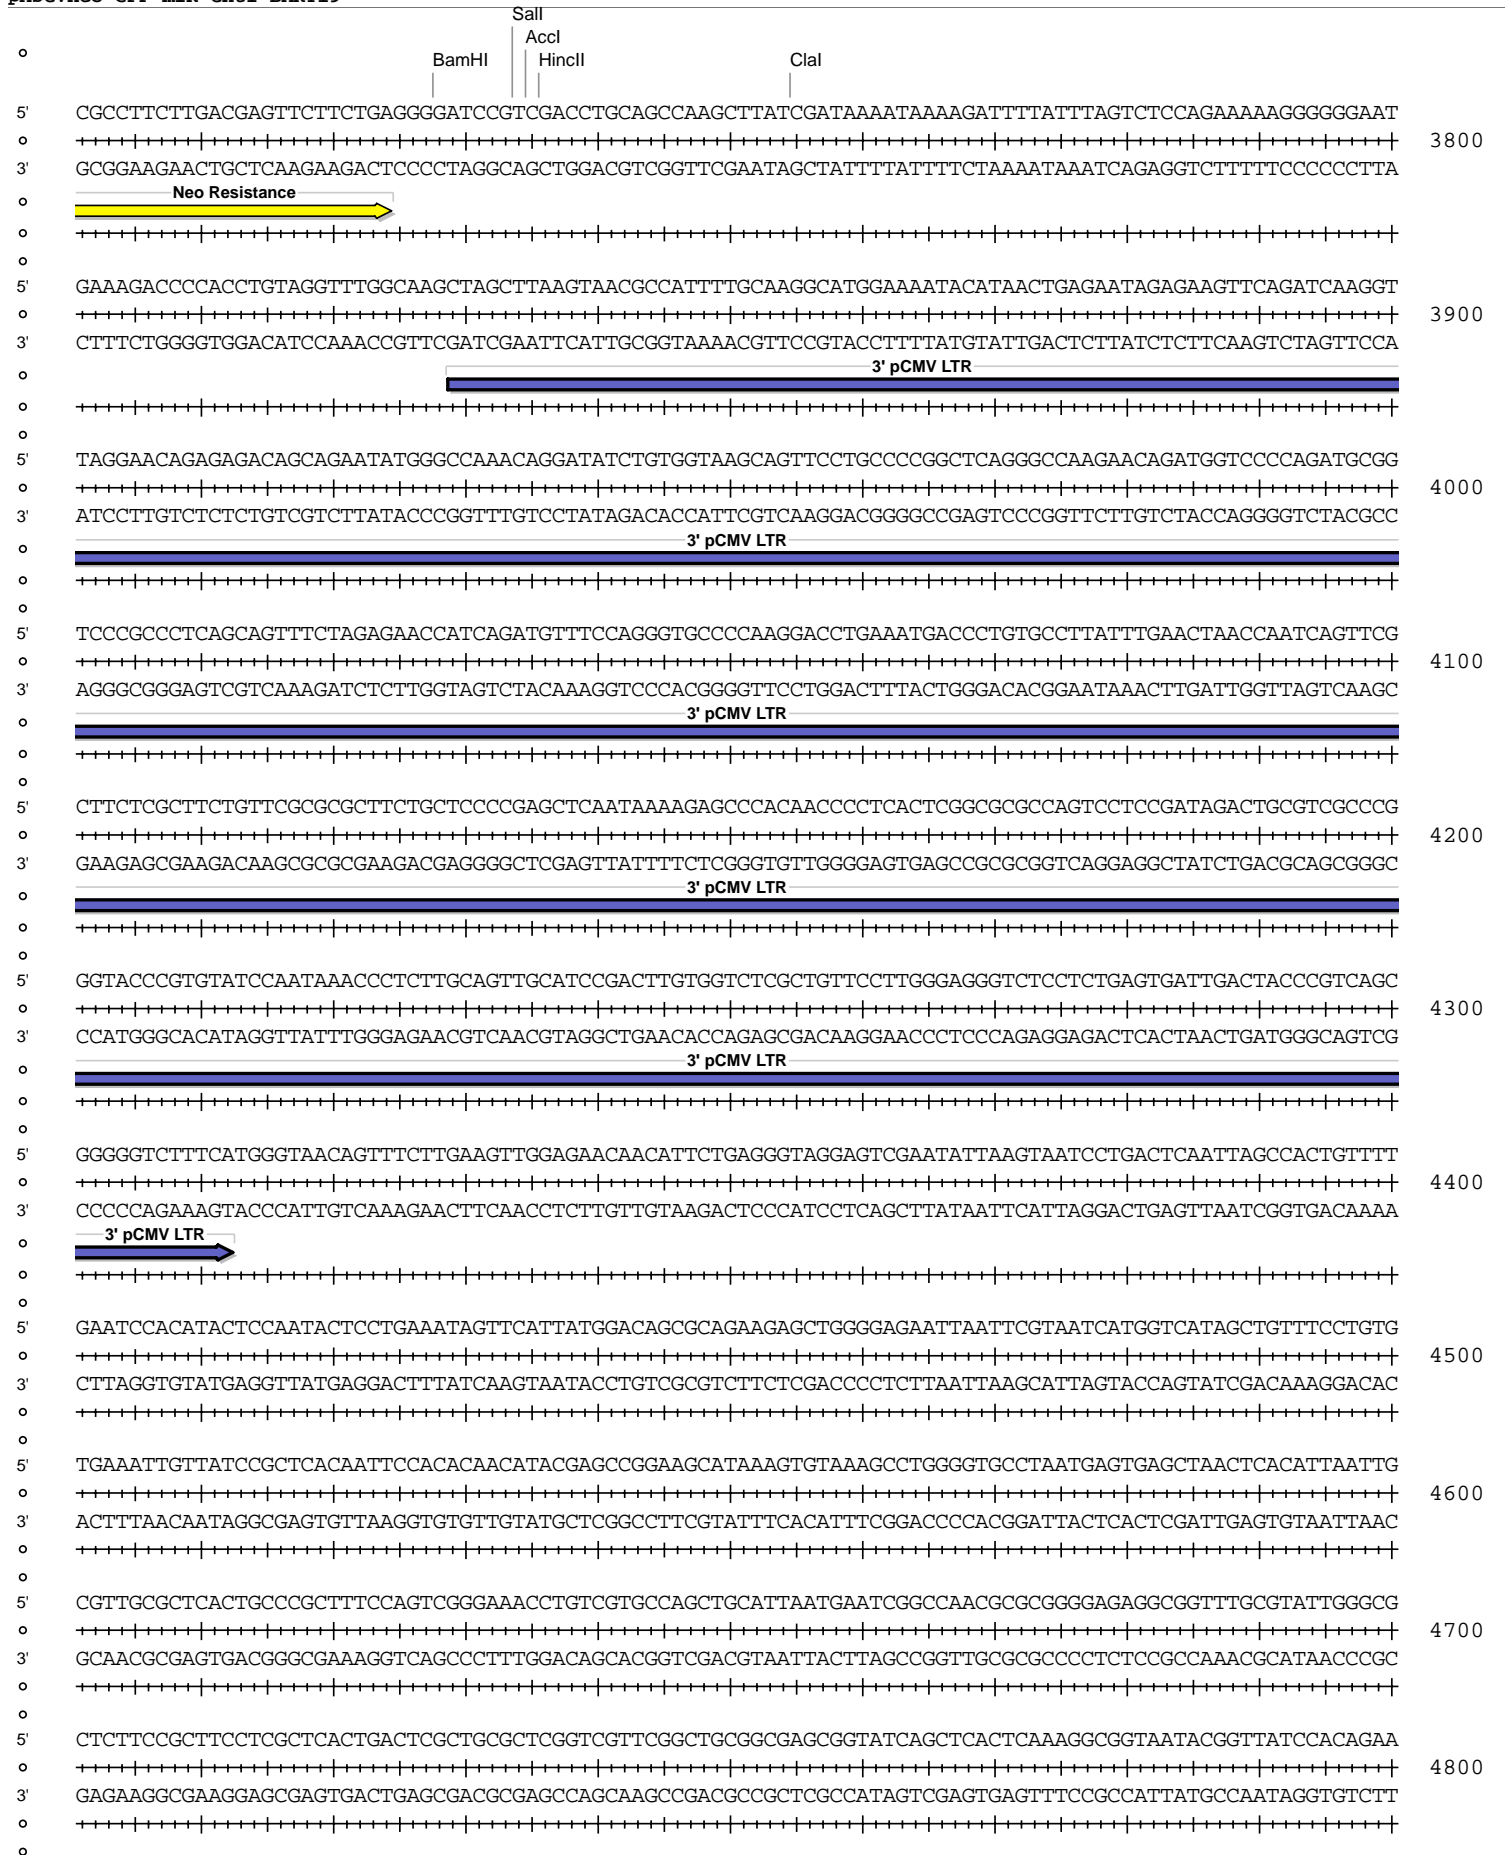 SalI
AccI
BamHI HincII ClaI
5' CGCCTTCTTGACGAGTTCTTCTGAGGGGATCCGTCGACCTGCAGCCAAGCTTATCGATAAAATAAAAGATTTTATTTAGTCTCCAGAAAAAGGGGGGAAT
3800
3' GCGGAAGAACTGCTCAAGAAGACTCCCCTAGGCAGCTGGACGTCGGTTCGAATAGCTATTTTATTTTCTAAAATAAATCAGAGGTCTTTTTCCCCCCTTA
Neo Resistance
5' GAAAGACCCCACCTGTAGGTTTGGCAAGCTAGCTTAAGTAACGCCATTTTGCAAGGCATGGAAAATACATAACTGAGAATAGAGAAGTTCAGATCAAGGT
3900
3' CTTTCTGGGGTGGACATCCAAACCGTTCGATCGAATTCATTGCGGTAAAACGTTCCGTACCTTTTATGTATTGACTCTTATCTCTTCAAGTCTAGTTCCA
3' pCMV LTR
5' TAGGAACAGAGAGACAGCAGAATATGGGCCAAACAGGATATCTGTGGTAAGCAGTTCCTGCCCCGGCTCAGGGCCAAGAACAGATGGTCCCCAGATGCGG
4000
3' ATCCTTGTCTCTCTGTCGTCTTATACCCGGTTTGTCCTATAGACACCATTCGTCAAGGACGGGGCCGAGTCCCGGTTCTTGTCTACCAGGGGTCTACGCC
3' pCMV LTR
5' TCCCGCCCTCAGCAGTTTCTAGAGAACCATCAGATGTTTCCAGGGTGCCCCAAGGACCTGAAATGACCCTGTGCCTTATTTGAACTAACCAATCAGTTCG
4100
3' AGGGCGGGAGTCGTCAAAGATCTCTTGGTAGTCTACAAAGGTCCCACGGGGTTCCTGGACTTTACTGGGACACGGAATAAACTTGATTGGTTAGTCAAGC
3' pCMV LTR
5' CTTCTCGCTTCTGTTCGCGCGCTTCTGCTCCCCGAGCTCAATAAAAGAGCCCACAACCCCTCACTCGGCGCGCCAGTCCTCCGATAGACTGCGTCGCCCG
4200
3' GAAGAGCGAAGACAAGCGCGCGAAGACGAGGGGCTCGAGTTATTTTCTCGGGTGTTGGGGAGTGAGCCGCGCGGTCAGGAGGCTATCTGACGCAGCGGGC
3' pCMV LTR
5' GGTACCCGTGTATCCAATAAACCCTCTTGCAGTTGCATCCGACTTGTGGTCTCGCTGTTCCTTGGGAGGGTCTCCTCTGAGTGATTGACTACCCGTCAGC
4300
3' CCATGGGCACATAGGTTATTTGGGAGAACGTCAACGTAGGCTGAACACCAGAGCGACAAGGAACCCTCCCAGAGGAGACTCACTAACTGATGGGCAGTCG
3' pCMV LTR
5' GGGGGTCTTTCATGGGTAACAGTTTCTTGAAGTTGGAGAACAACATTCTGAGGGTAGGAGTCGAATATTAAGTAATCCTGACTCAATTAGCCACTGTTTT
4400
3' CCCCCAGAAAGTACCCATTGTCAAAGAACTTCAACCTCTTGTTGTAAGACTCCCATCCTCAGCTTATAATTCATTAGGACTGAGTTAATCGGTGACAAAA
3' pCMV LTR
5' GAATCCACATACTCCAATACTCCTGAAATAGTTCATTATGGACAGCGCAGAAGAGCTGGGGAGAATTAATTCGTAATCATGGTCATAGCTGTTTCCTGTG
4500
3' CTTAGGTGTATGAGGTTATGAGGACTTTATCAAGTAATACCTGTCGCGTCTTCTCGACCCCTCTTAATTAAGCATTAGTACCAGTATCGACAAAGGACAC
5' TGAAATTGTTATCCGCTCACAATTCCACACAACATACGAGCCGGAAGCATAAAGTGTAAAGCCTGGGGTGCCTAATGAGTGAGCTAACTCACATTAATTG
4600
3' ACTTTAACAATAGGCGAGTGTTAAGGTGTGTTGTATGCTCGGCCTTCGTATTTCACATTTCGGACCCCACGGATTACTCACTCGATTGAGTGTAATTAAC
5' CGTTGCGCTCACTGCCCGCTTTCCAGTCGGGAAACCTGTCGTGCCAGCTGCATTAATGAATCGGCCAACGCGCGGGGAGAGGCGGTTTGCGTATTGGGCG
4700
3' GCAACGCGAGTGACGGGCGAAAGGTCAGCCCTTTGGACAGCACGGTCGACGTAATTACTTAGCCGGTTGCGCGCCCCTCTCCGCCAAACGCATAACCCGC
5' CTCTTCCGCTTCCTCGCTCACTGACTCGCTGCGCTCGGTCGTTCGGCTGCGGCGAGCGGTATCAGCTCACTCAAAGGCGGTAATACGGTTATCCACAGAA
4800
3' GAGAAGGCGAAGGAGCGAGTGACTGAGCGACGCGAGCCAGCAAGCCGACGCCGCTCGCCATAGTCGAGTGAGTTTCCGCCATTATGCCAATAGGTGTCTT